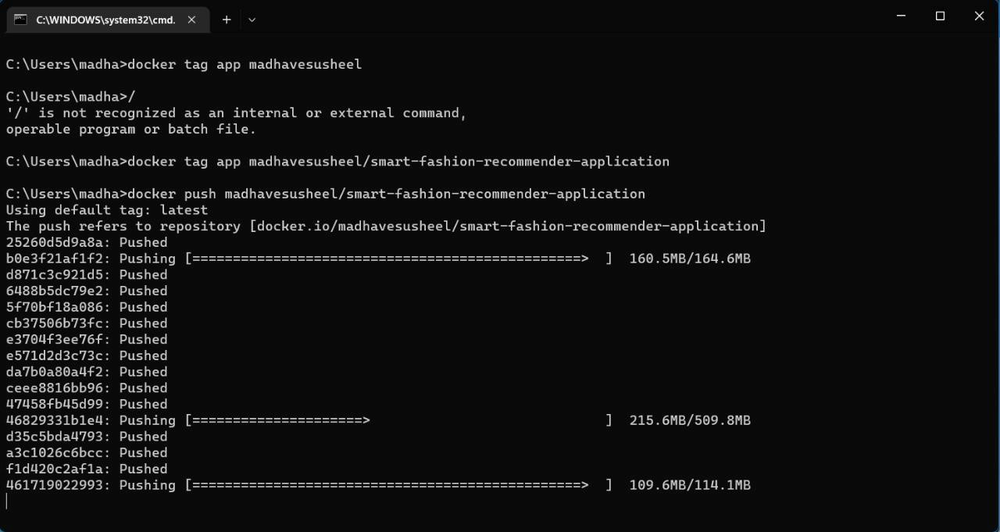 C:\WINDOWS\system32\cmd.
C:\Users\madha>docker tag app madhavesusheel
C:\Users\madha>/
'/' is not recognized as an internal or external command,
operable program or batch file.
C:\Users\madha>docker tag app madhavesusheel/smart-fashion-recommender-application
C:\Users\madha>docker push madhavesusheel/smart-fashion-recommender-application
Using default tag: latest
The push refers to repository [docker.io/madhavesusheel/smart-fashion-recommender-application]
25260d5d9a8a: Pushed
b0e3f21af1f2: Pushing [================================================>  ]  160.5MB/164.6MB
d871c3c921d5: Pushed
6488b5dc79e2: Pushed
5f70bf18a086: Pushed
cb37506b73fc: Pushed
e3704f3ee76f: Pushed
e571d2d3c73c: Pushed
da7b0a80a4f2: Pushed
ceee8816bb96: Pushed
47458fb45d99: Pushed
46829331b1e4: Pushing [=====================>                             ]  215.6MB/509.8MB
d35c5bda4793: Pushed
a3c1026c6bcc: Pushed
f1d420c2af1a: Pushed
461719022993: Pushing [================================================>  ]  109.6MB/114.1MB